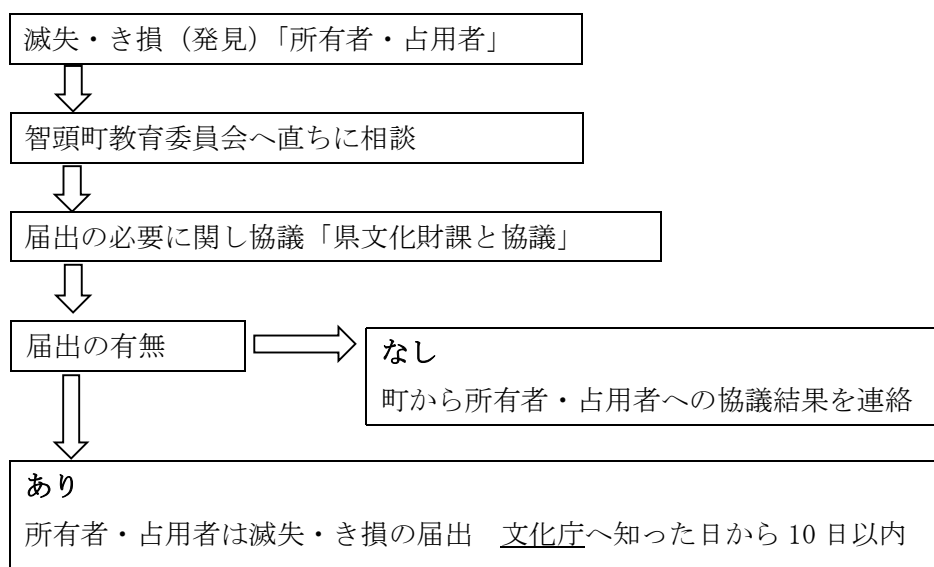 滅失・き損（発見）「所有者・占用者」
智頭町教育委員会へ直ちに相談
届出の必要に関し協議「県文化財課と協議」
届出の有無
なし
町から所有者・占用者への協議結果を連絡
あり
所有者・占用者は滅失・き損の届出　文化庁へ知った日から 10 日以内